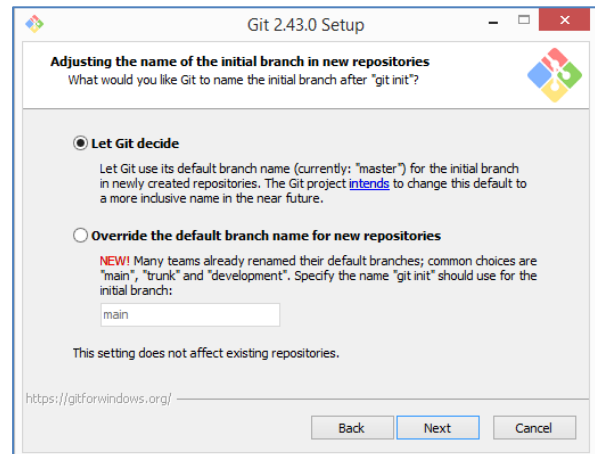 Git 2.43.0 Setup
Adjusting the name of the initial branch in new repositories
What would you like Git to name the initial branch after "git init"?
Let Git decide
Let Git use its default branch name (currently: "master") for the initial branch
in newly created repositories. The Git project intends to change this default to
a more inclusive name in the near future.
Override the default branch name for new repositories
NEW! Many teams already renamed their default branches; common choices are
"main", "trunk" and "development". Specify the name "git init" should use for the
initial branch:
main
This setting does not affect existing repositories.
https://gitforwindows.org/
Back Next Cancel